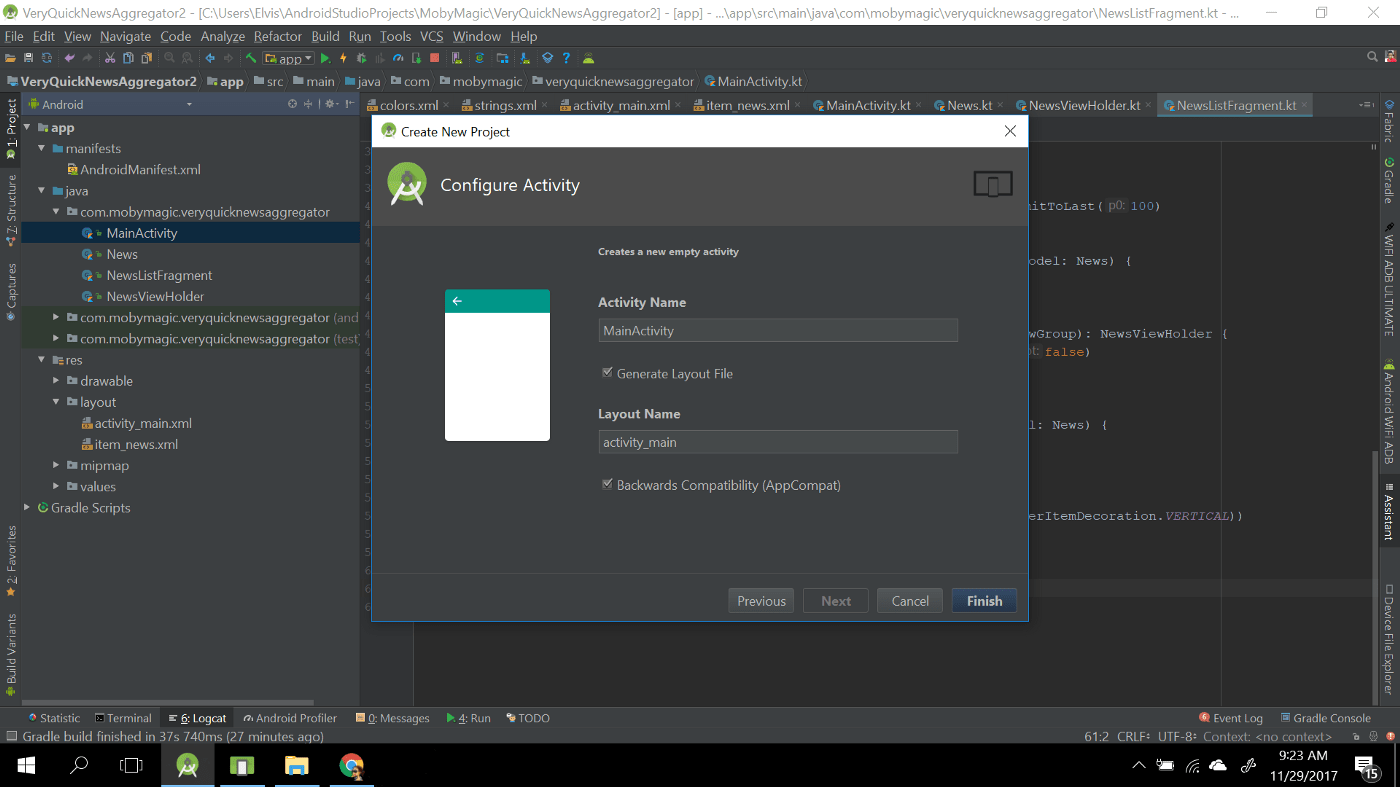 VeryQuickNewsAggregator2 - [C:\Users\Elvis\AndroidStudioProjects\MobyMagic\VeryQuickNewsAggregator2] - [app] - ...\app\src\main\java\com\mobymagic\veryquicknewsaggregator\NewsListFragment.kt - ...
File Edit View Navigate Code Analyze Refactor Build Run Tools VCS Window Help
app
VeryQuickNewsAggregator2 app src main java com mobymagic veryquicknewsaggregator MainActivity.kt
1: Project
Z: Structure
Captures
2: Favorites
Build Variants
Android
app
manifests
AndroidManifest.xml
java
com.mobymagic.veryquicknewsaggregator
MainActivity
News
NewsListFragment
NewsViewHolder
com.mobymagic.veryquicknewsaggregator (and
com.mobymagic.veryquicknewsaggregator (test
res
drawable
layout
activity_main.xml
item_news.xml
mipmap
values
Gradle Scripts
colors.xml strings.xml activity_main.xml item_news.xml MainActivity.kt News.kt NewsViewHolder.kt NewsListFragment.kt
Create New Project
Configure Activity
Creates a new empty activity
Activity Name
MainActivity
Generate Layout File
Layout Name
activity_main
Backwards Compatibility (AppCompat)
Previous Next Cancel Finish
itToLast( p0: 100)
odel: News) {
wGroup): NewsViewHolder {
ot: false)
l: News) {
erItemDecoration.VERTICAL))
Fabric
Gradle
WIFI ADB ULTIMATE
Android WiFi ADB
Assistant
Device File Explorer
Statistic Terminal 6: Logcat Android Profiler 0: Messages 4: Run TODO
6 Event Log Gradle Console
Gradle build finished in 37s 740ms (27 minutes ago)
61:2 CRLF÷ UTF-8÷ Context: <no context>
9:23 AM
11/29/2017
15